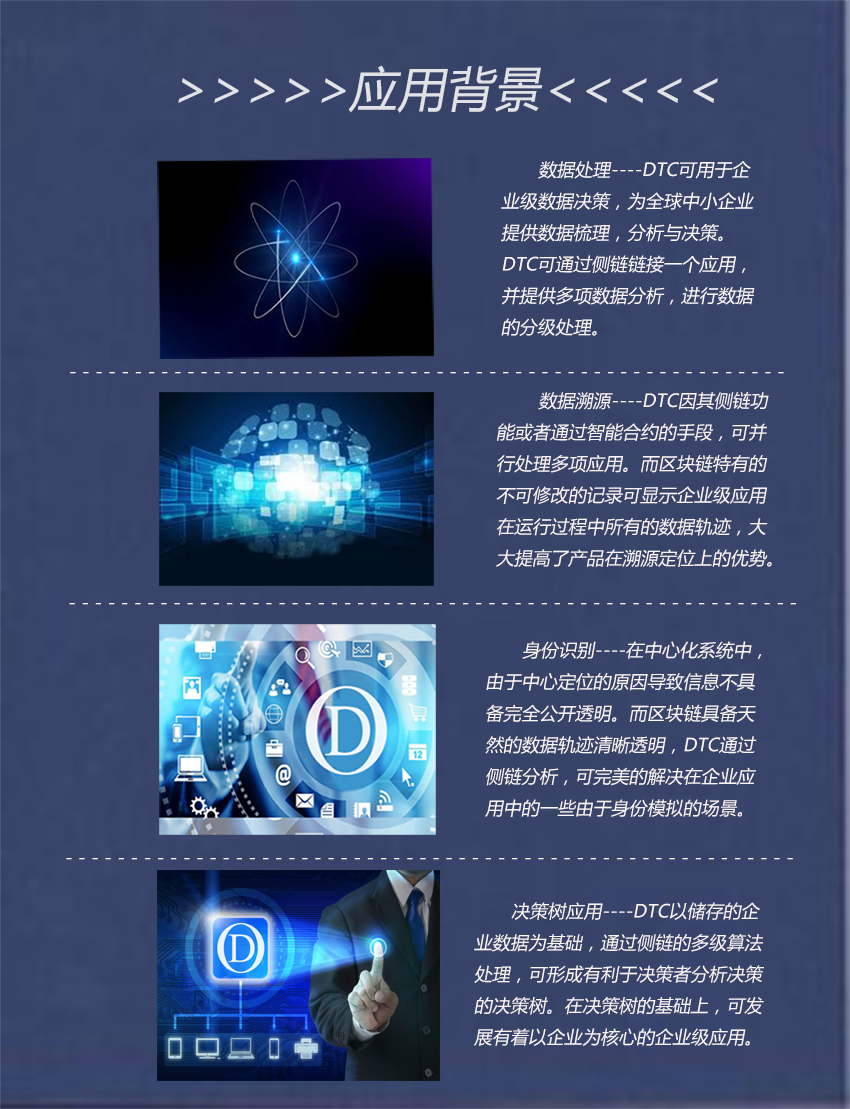 >>>>>应用背景<<<<<
数据处理----DTC可用于企
业级数据决策，为全球中小企业
提供数据梳理，分析与决策。
DTC可通过侧链链接一个应用，
并提供多项数据分析，进行数据
的分级处理。
数据溯源----DTC因其侧链功
能或者通过智能合约的手段，可并
行处理多项应用。而区块链特有的
不可修改的记录可显示企业级应用
在运行过程中所有的数据轨迹，大
大提高了产品在溯源定位上的优势。
D
12
@
身份识别----在中心化系统中，
由于中心定位的原因导致信息不具
备完全公开透明。而区块链具备天
然的数据轨迹清晰透明，DTC通过
侧链分析，可完美的解决在企业应
用中的一些由于身份模拟的场景。
D
决策树应用----DTC以储存的企
业数据为基础，通过侧链的多级算法
处理，可形成有利于决策者分析决策
的决策树。在决策树的基础上，可发
展有着以企业为核心的企业级应用。